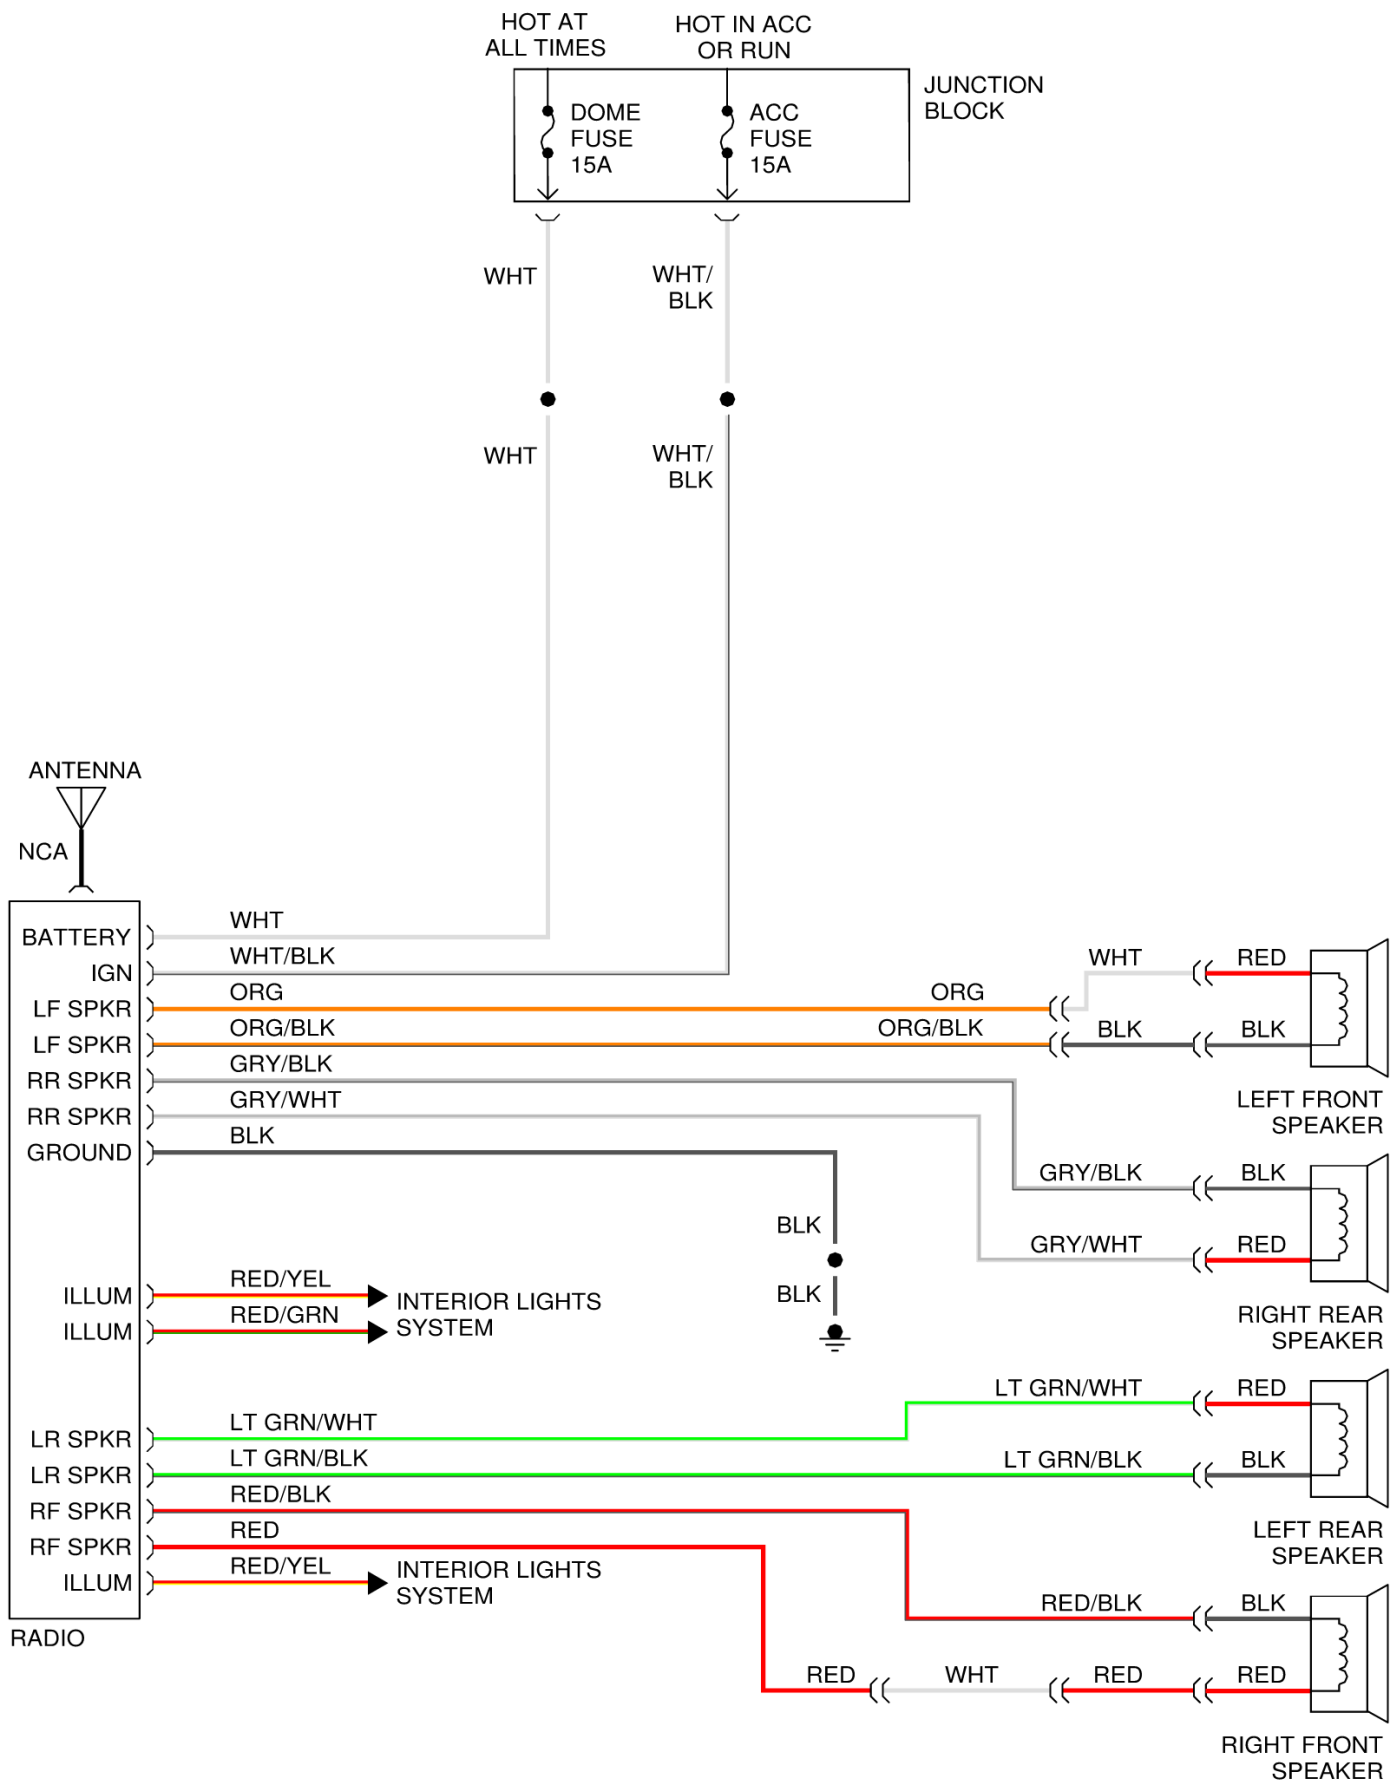 HOT AT
ALL TIMES
HOT IN ACC
OR RUN
JUNCTION
BLOCK
DOME
FUSE
15A
ACC
FUSE
15A
WHT
WHT/
BLK
WHT
WHT/
BLK
ANTENNA
NCA
BATTERY
WHT
IGN
WHT/BLK
WHT
RED
LF SPKR
ORG
ORG
LF SPKR
ORG/BLK
ORG/BLK
BLK
BLK
RR SPKR
GRY/BLK
LEFT FRONT
SPEAKER
RR SPKR
GRY/WHT
GROUND
BLK
GRY/BLK
BLK
BLK
GRY/WHT
RED
BLK
ILLUM
RED/YEL
ILLUM
RED/GRN
INTERIOR LIGHTS
SYSTEM
RIGHT REAR
SPEAKER
LT GRN/WHT
RED
LR SPKR
LT GRN/WHT
LR SPKR
LT GRN/BLK
LT GRN/BLK
BLK
RF SPKR
RED/BLK
LEFT REAR
SPEAKER
RF SPKR
RED
ILLUM
RED/YEL
INTERIOR LIGHTS
SYSTEM
RADIO
RED/BLK
BLK
RED
WHT
RED
RED
RIGHT FRONT
SPEAKER